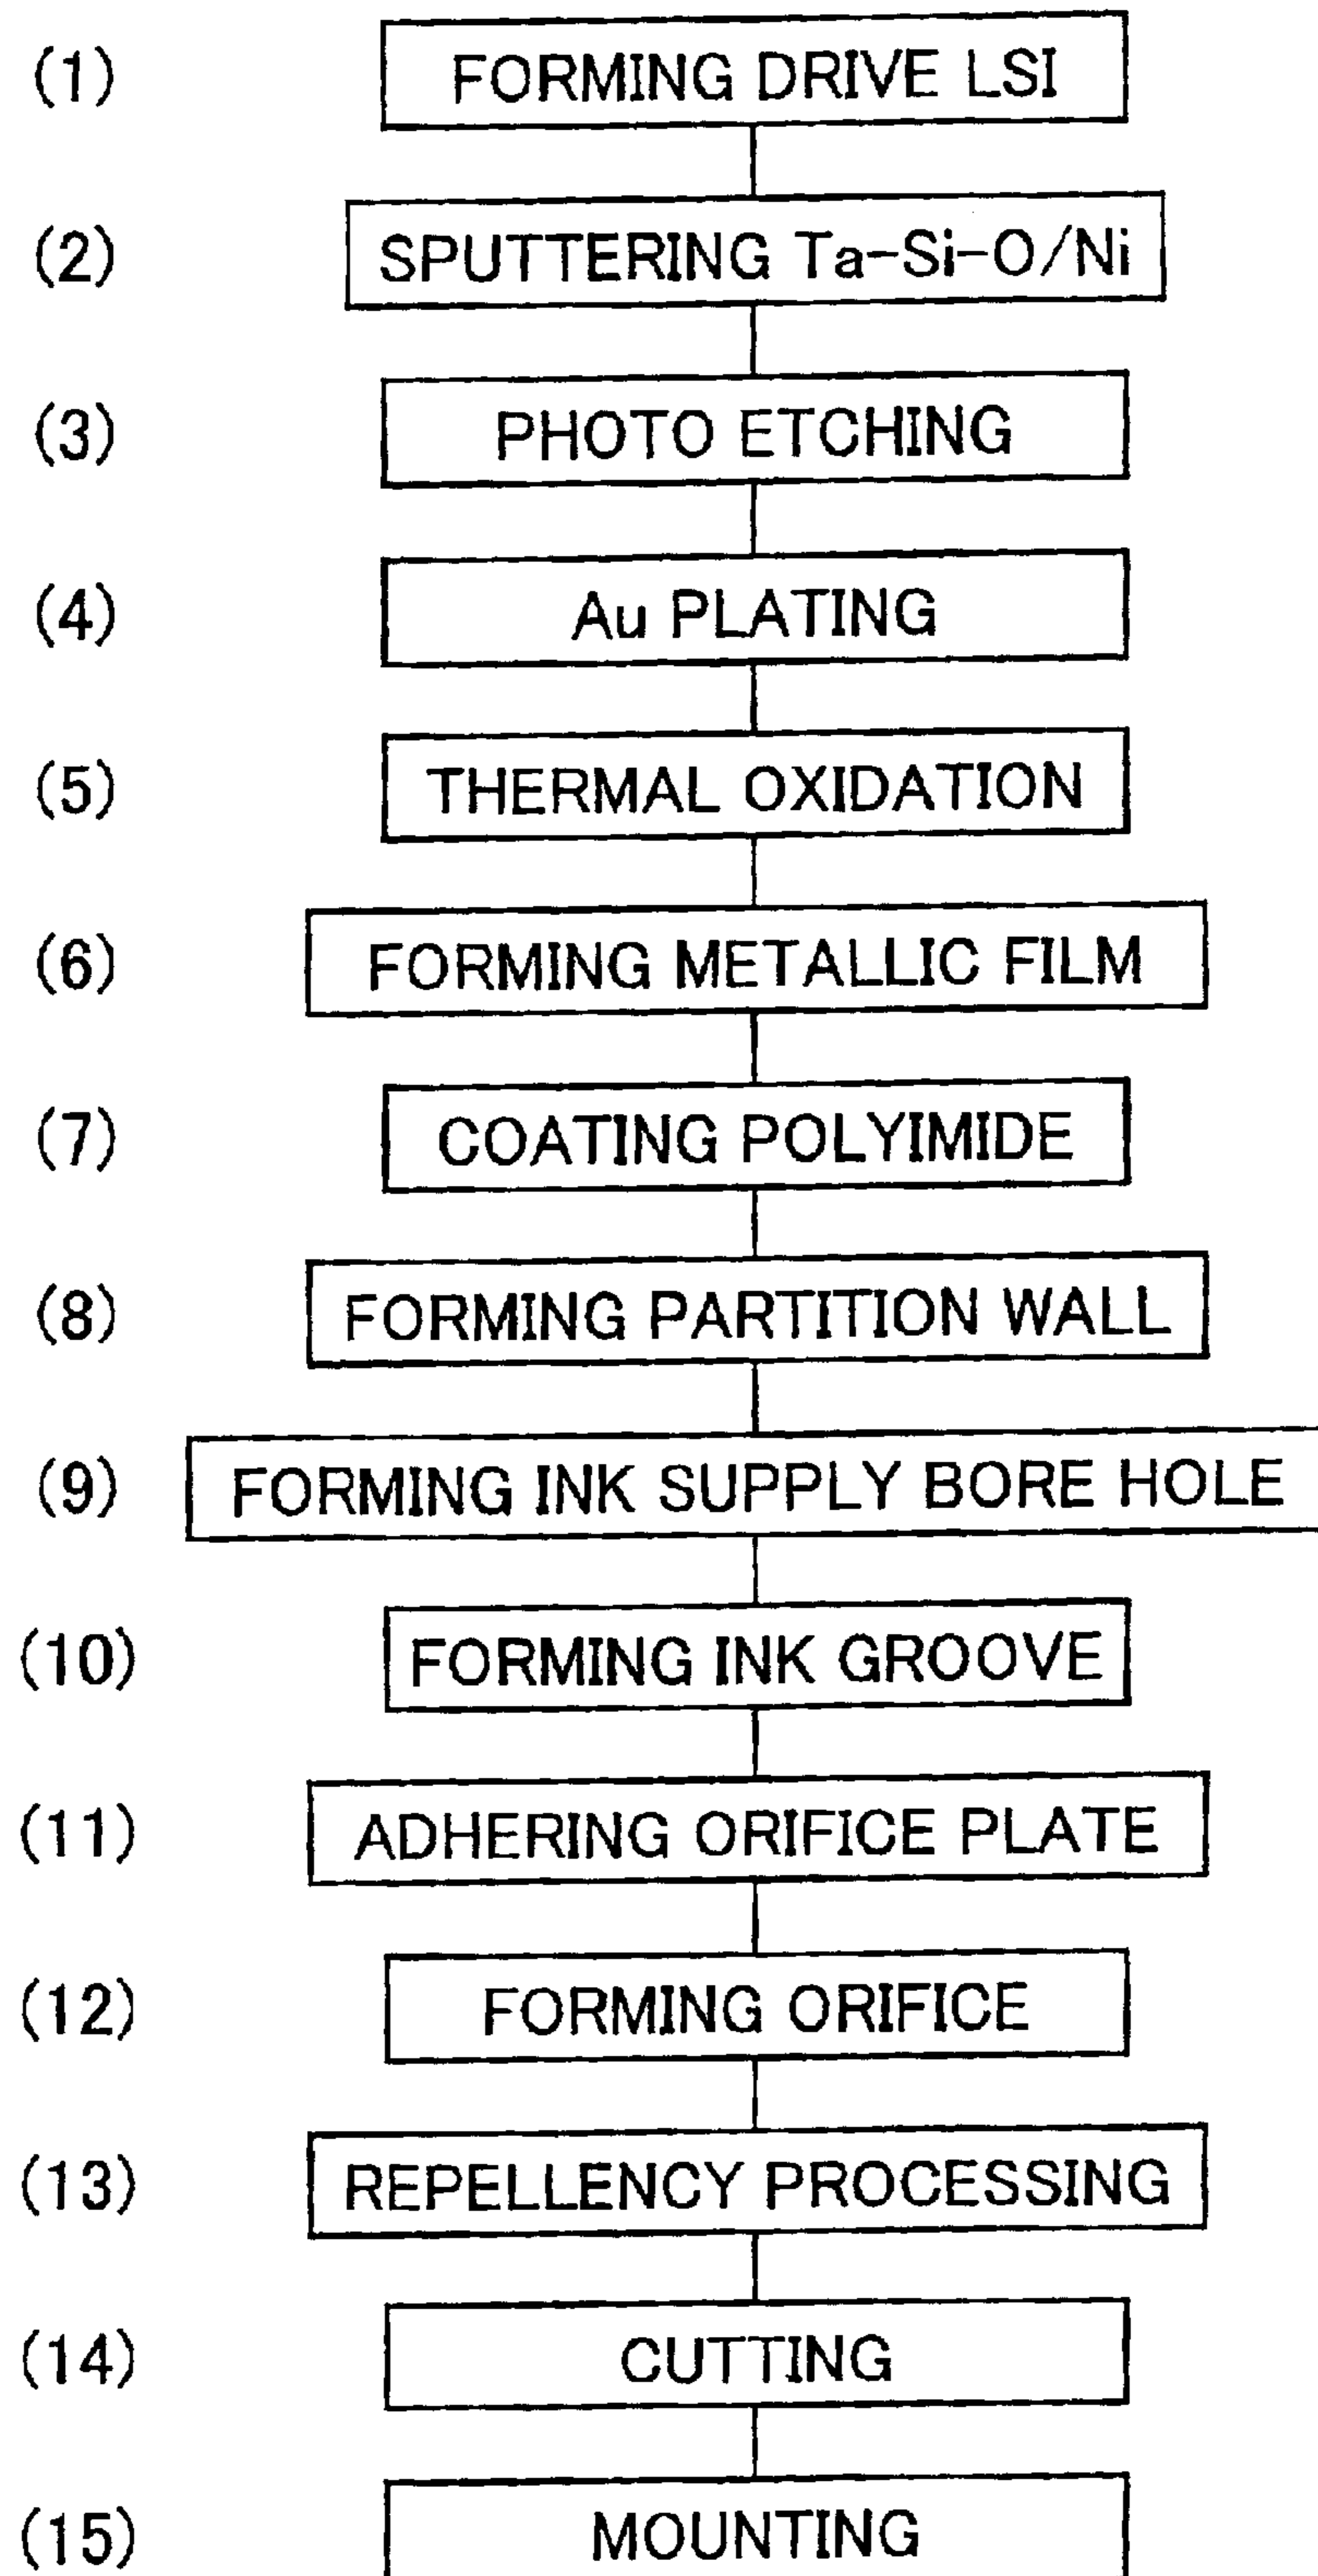 (1) FORMING DRIVE LSI
(2) SPUTTERING Ta-Si-O/Ni
(3) PHOTO ETCHING
(4) Au PLATING
(5) THERMAL OXIDATION
(6) FORMING METALLIC FILM
(7) COATING POLYIMIDE
(8) FORMING PARTITION WALL
(9) FORMING INK SUPPLY BORE HOLE
(10) FORMING INK GROOVE
(11) ADHERING ORIFICE PLATE
(12) FORMING ORIFICE
(13) REPELLENCY PROCESSING
(14) CUTTING
(15) MOUNTING